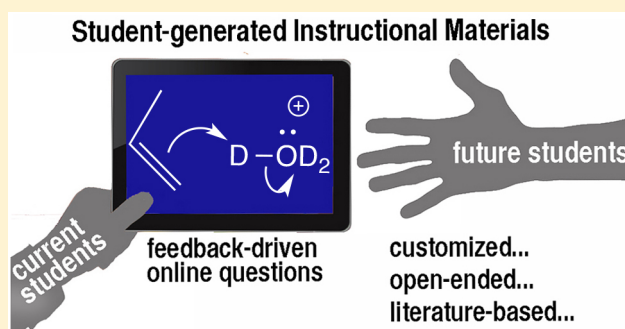 Student-generated Instructional Materials
D–OD₂
⊕
future students
current
students
feedback-driven
online questions
customized...
open-ended...
literature-based...